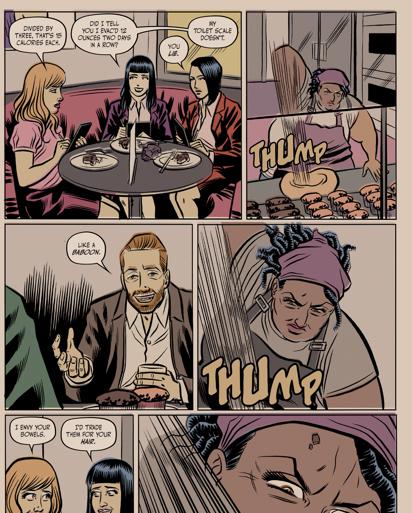 DIVIDED BY
THREE, THAT'S 15
CALORIES EACH.
DID I TELL
YOU I EVAC'D 12
OUNCES TWO DAYS
IN A ROW?
YOU
LIE.
MY
TOILET SCALE
DOESN'T.
THUMP
LIKE A
BABOON.
THUMP
I ENVY YOUR
BOWELS.
I'D TRADE
THEM FOR YOUR
HAIR.